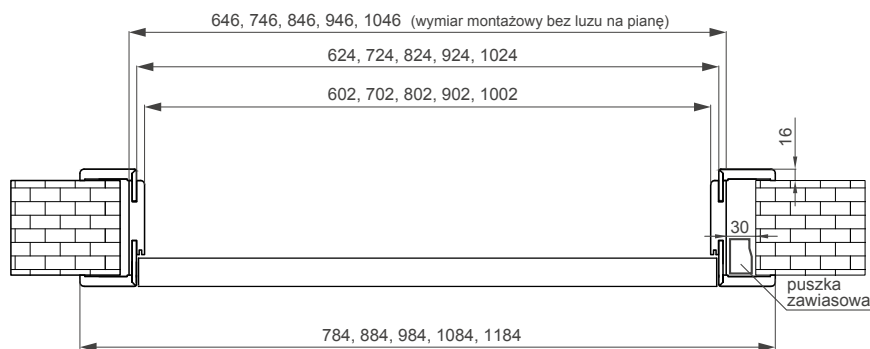 646, 746, 846, 946, 1046 (wymiar montażowy bez luzu na pianę)
624, 724, 824, 924, 1024
602, 702, 802, 902, 1002
16
30
puszka
zawiasowa
784, 884, 984, 1084, 1184